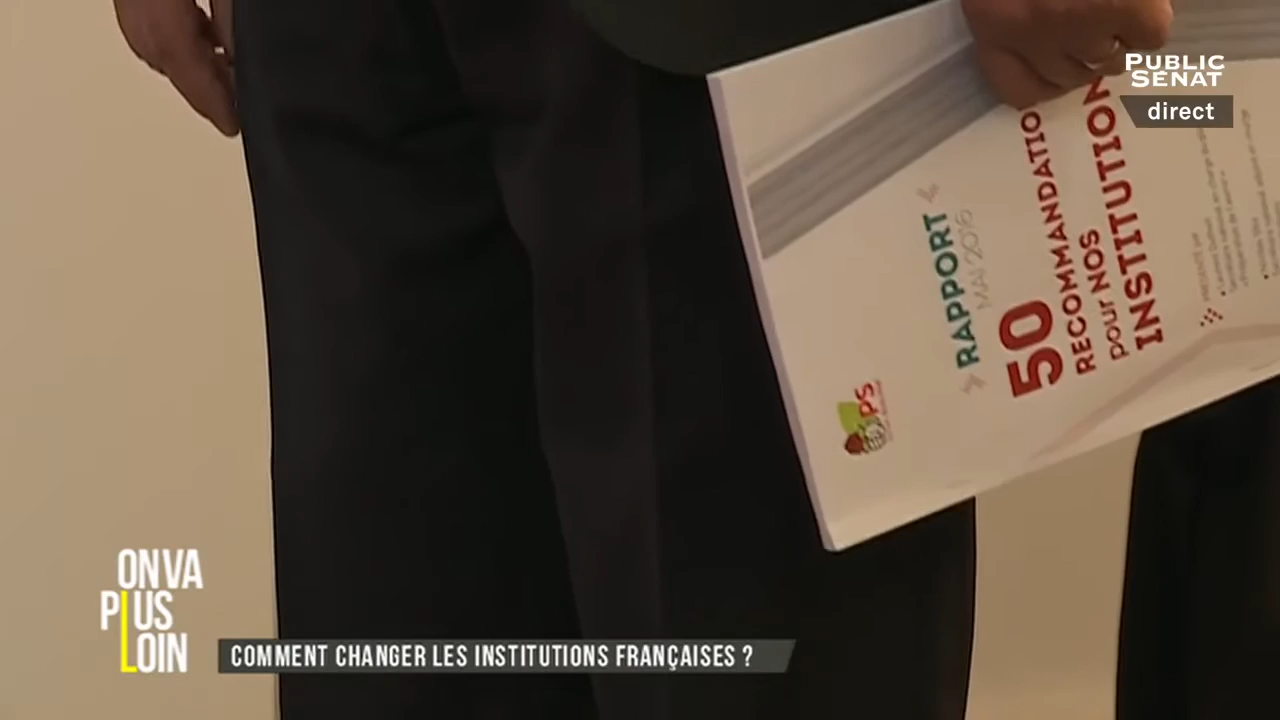 PUBLIC
SÉNAT
direct
RAPPORT
MAI 2016
50
RECOMMANDATIO
pour NOS
INSTITUTION
PS
ON VA
PLUS
LOIN
COMMENT CHANGER LES INSTITUTIONS FRANÇAISES ?